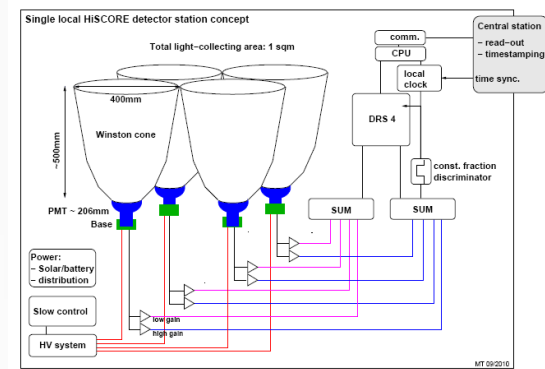 Single local HiSCORE detector station concept
Total light-collecting area: 1 sqm
comm.
CPU
local
clock
Central station
– read-out
– timestamping
time sync.
400mm
~500mm
Winston cone
DRS 4
const. fraction
discriminator
PMT ~ 206mm
Base
SUM
SUM
Power:
– Solar/battery
– distribution
Slow control
low gain
high gain
HV system
MT 09/2010